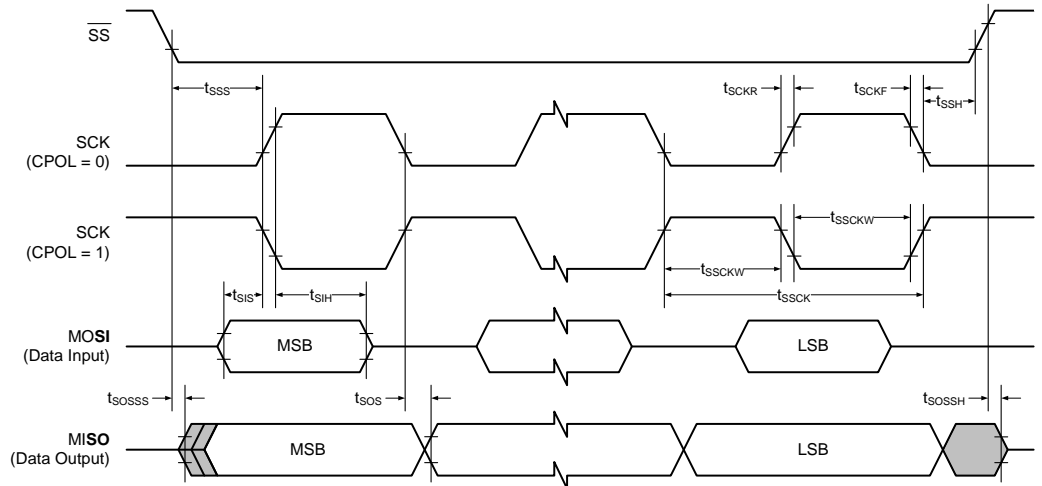 SS
tSSS
tSCKR
tSCKF
tSSH
SCK
(CPOL = 0)
SCK
(CPOL = 1)
tSSCKW
tSSCKW
tSIS
tSIH
tSSCK
MOSI
(Data Input)
MSB
LSB
tSOSSS
tSOS
tSOSSH
MISO
(Data Output)
MSB
LSB